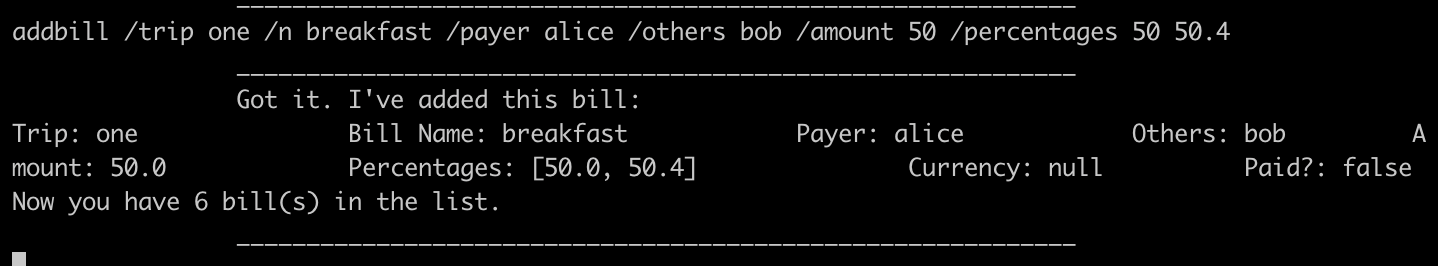 ____________________________________________________________
addbill /trip one /n breakfast /payer alice /others bob /amount 50 /percentages 50 50.4
____________________________________________________________
Got it. I've added this bill:
Trip: one Bill Name: breakfast Payer: alice Others: bob A
mount: 50.0 Percentages: [50.0, 50.4] Currency: null Paid?: false
Now you have 6 bill(s) in the list.
____________________________________________________________